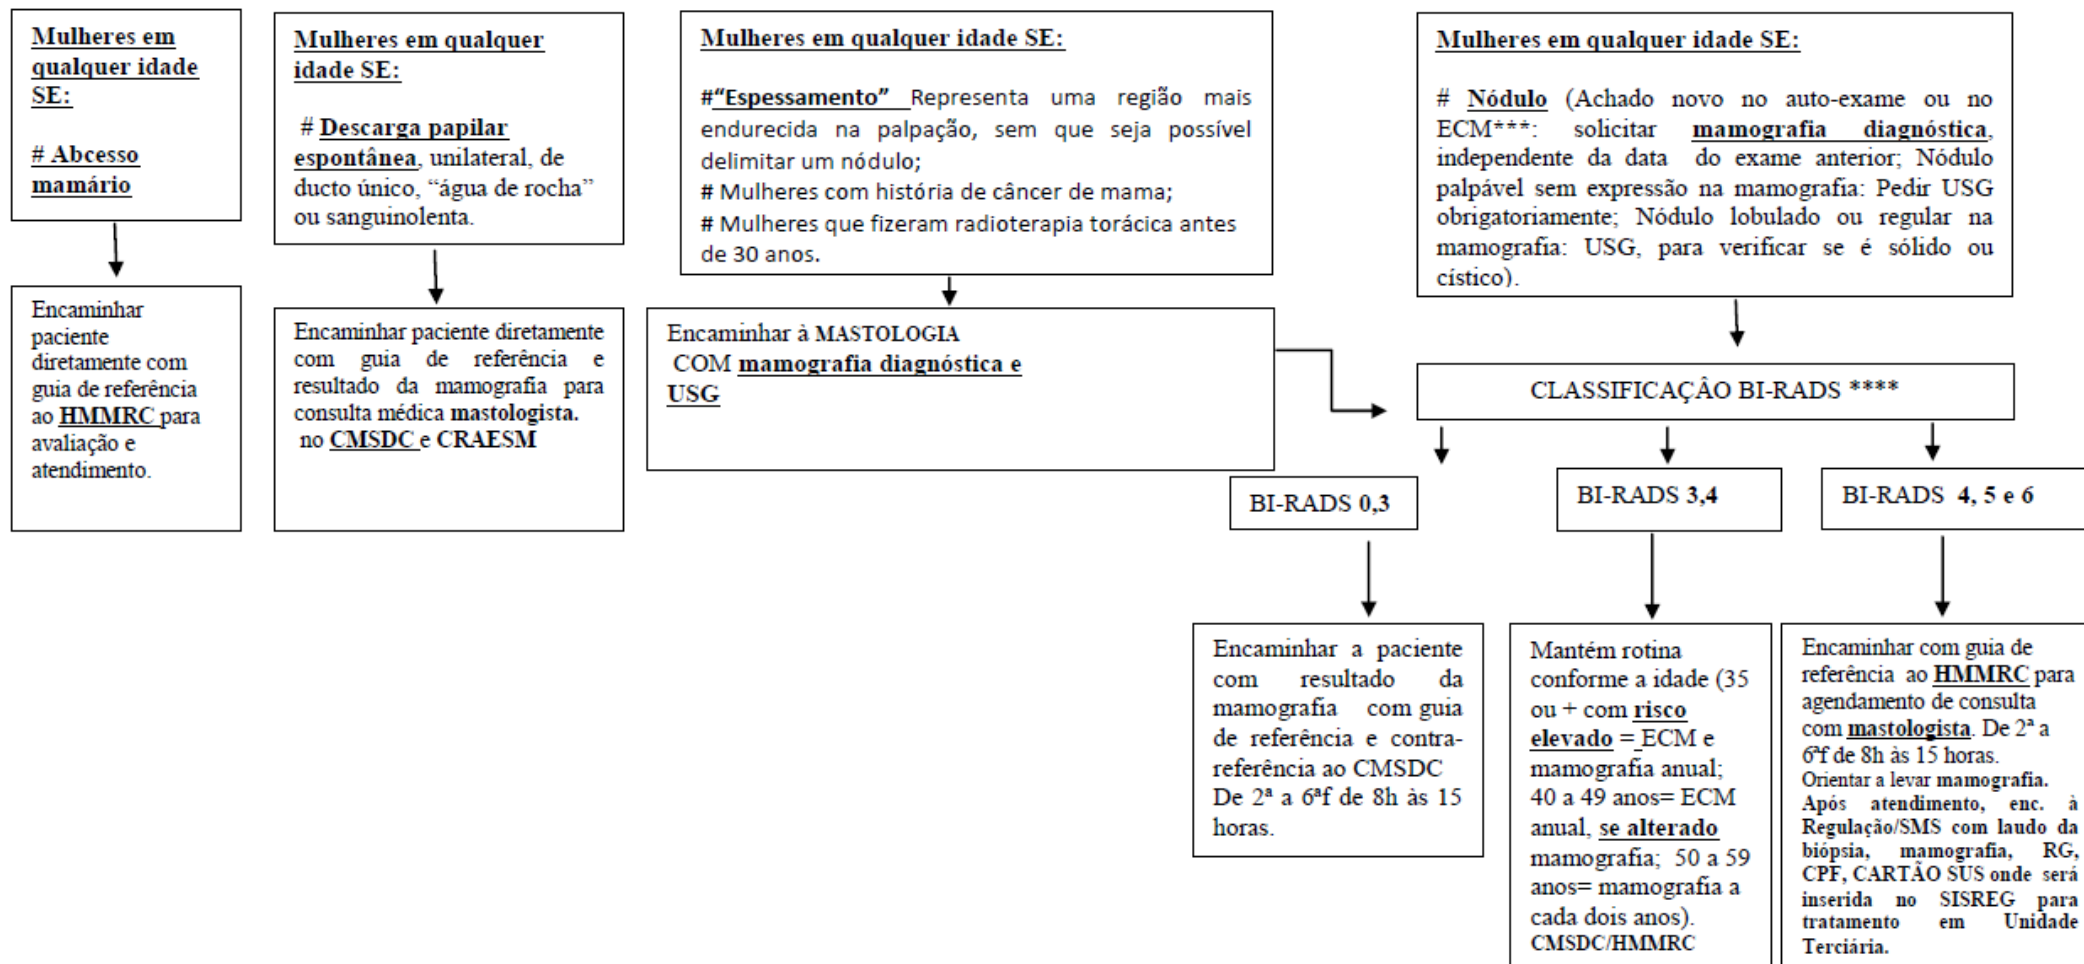 Mulheres em
qualquer idade
SE:
# Abcesso
mamário
Mulheres em qualquer
idade SE:
# Descarga papilar
espontânea, unilateral, de
ducto único, “água de rocha”
ou sanguinolenta.
Mulheres em qualquer idade SE:
#“Espessamento” Representa uma região mais
endurecida na palpação, sem que seja possível
delimitar um nódulo;
# Mulheres com história de câncer de mama;
# Mulheres que fizeram radioterapia torácica antes
de 30 anos.
Mulheres em qualquer idade SE:
# Nódulo (Achado novo no auto-exame ou no
ECM***: solicitar mamografia diagnóstica,
independente da data do exame anterior; Nódulo
palpável sem expressão na mamografia: Pedir USG
obrigatoriamente; Nódulo lobulado ou regular na
mamografia: USG, para verificar se é sólido ou
cístico).
Encaminhar
paciente
diretamente com
guia de referência
ao HMMRC para
avaliação e
atendimento.
Encaminhar paciente diretamente
com guia de referência e
resultado da mamografia para
consulta médica mastologista.
no CMSDC e CRAESM
Encaminhar à MASTOLOGIA
COM mamografia diagnóstica e
USG
CLASSIFICAÇÂO BI-RADS ****
BI-RADS 0,3
BI-RADS 3,4
BI-RADS 4, 5 e 6
Encaminhar a paciente
com resultado da
mamografia com guia
de referência e contra-
referência ao CMSDC
De 2ª a 6ªf de 8h às 15
horas.
Mantém rotina
conforme a idade (35
ou + com risco
elevado = ECM e
mamografia anual;
40 a 49 anos= ECM
anual, se alterado
mamografia; 50 a 59
anos= mamografia a
cada dois anos).
CMSDC/HMMRC
Encaminhar com guia de
referência ao HMMRC para
agendamento de consulta
com mastologista. De 2ª a
6ªf de 8h às 15 horas.
Orientar a levar mamografia.
Após atendimento, enc. à
Regulação/SMS com laudo da
biópsia, mamografia, RG,
CPF, CARTÃO SUS onde será
inserida no SISREG para
tratamento em Unidade
Terciária.